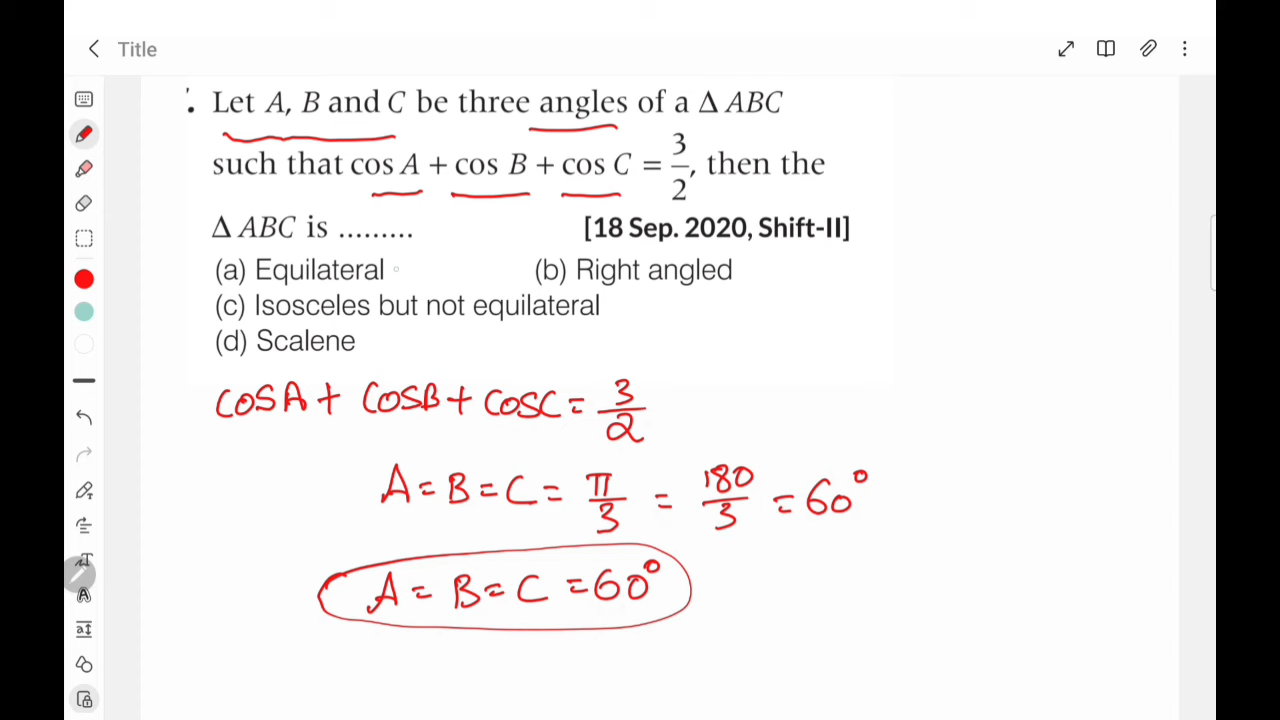 Title
. Let A, B and C be three angles of a Δ ABC
such that cos A + cos B + cos C = 3/2, then the
Δ ABC is ......... [18 Sep. 2020, Shift-II]
(a) Equilateral (b) Right angled
(c) Isosceles but not equilateral
(d) Scalene
COSA + COSB + COSC = 3/2
A = B = C = π/3 = 180/3 = 60°
A = B = C = 60°